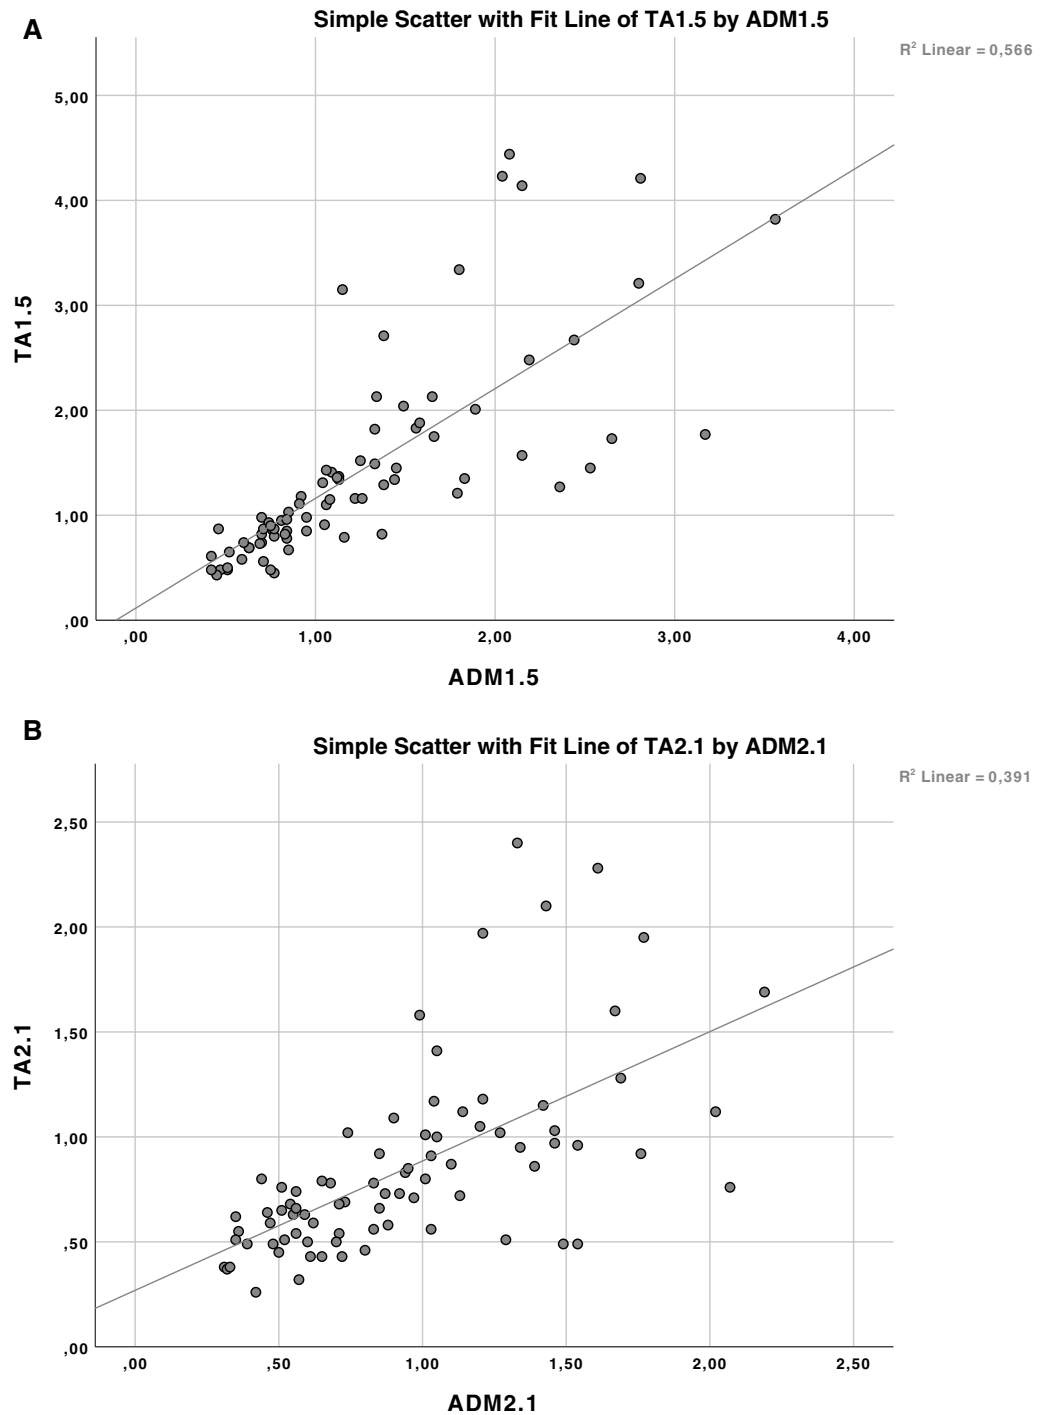 A
Simple Scatter with Fit Line of TA1.5 by ADM1.5
R² Linear = 0,566
5,00
4,00
3,00
2,00
1,00
,00
TA1.5
,00 1,00 2,00 3,00 4,00
ADM1.5
B
Simple Scatter with Fit Line of TA2.1 by ADM2.1
R² Linear = 0,391
2,50
2,00
1,50
1,00
,50
,00
TA2.1
,00 ,50 1,00 1,50 2,00 2,50
ADM2.1